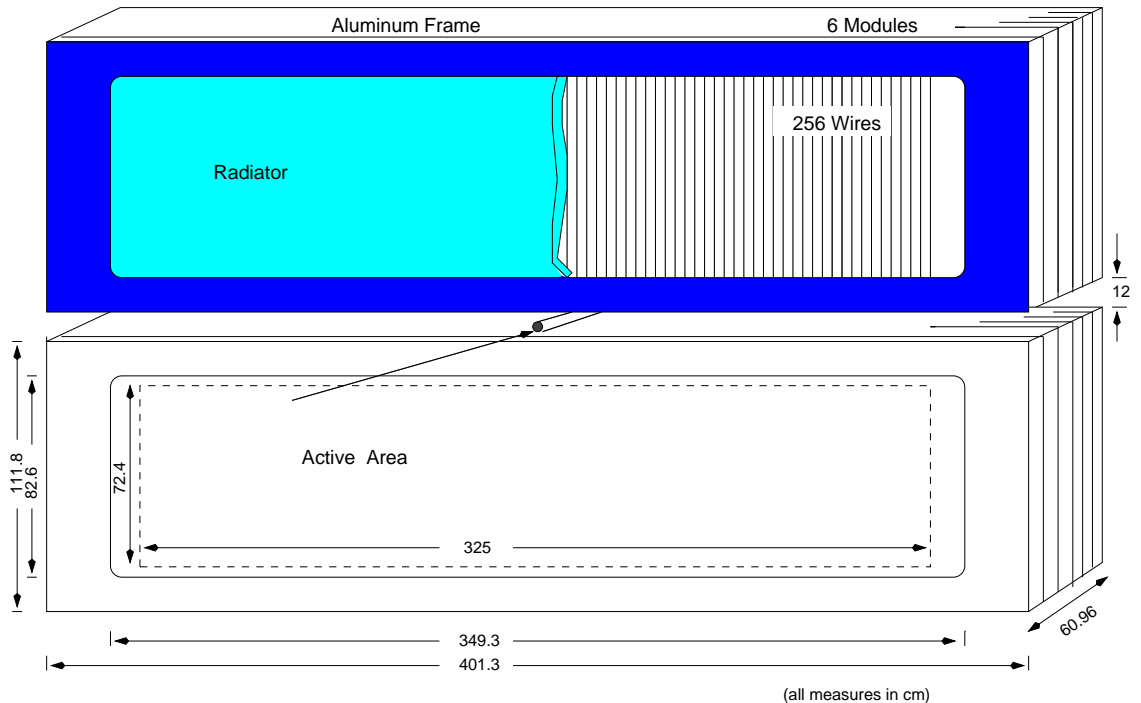 Aluminum Frame
6 Modules
256 Wires
Radiator
12
Active Area
111.8
82.6
72.4
325
60.96
349.3
401.3
(all measures in cm)